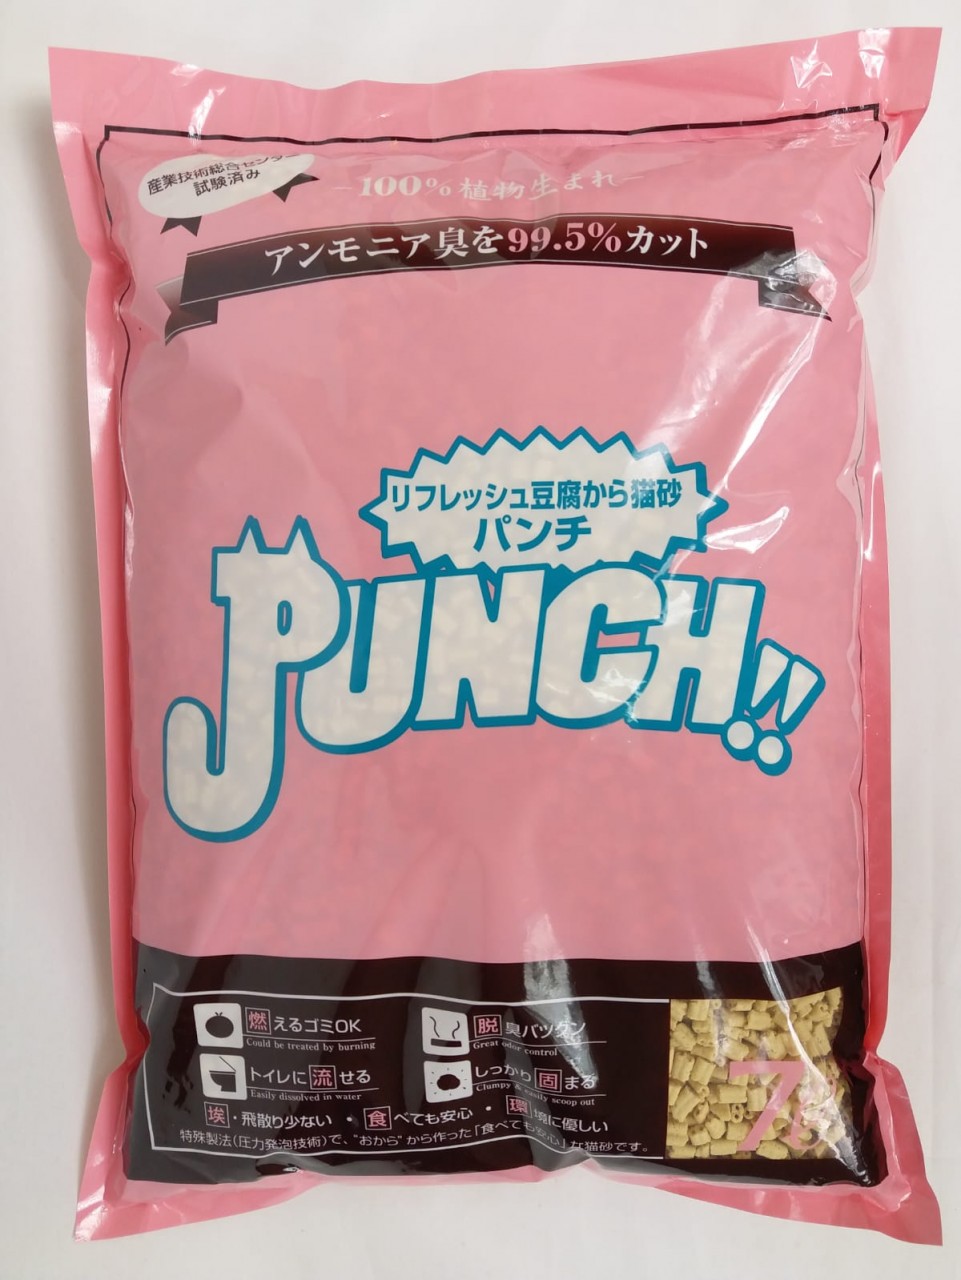 産業技術総合センター
試験済み
100%植物生まれ
アンモニア臭を99.5%カット
リフレッシュ豆腐から猫砂
パンチ
PUNCH!!
燃えるゴミOK
Could be treated by burning
脱臭バツグン
Great odor control
トイレに流せる
Easily dissolved in water
しっかり固まる
Clumpy & easily scoop out
埃・飛散り少ない・食べても安心・環境に優しい
特殊製法(圧力発泡技術)で、"おから"から作った「食べても安心」な猫砂です。
7L